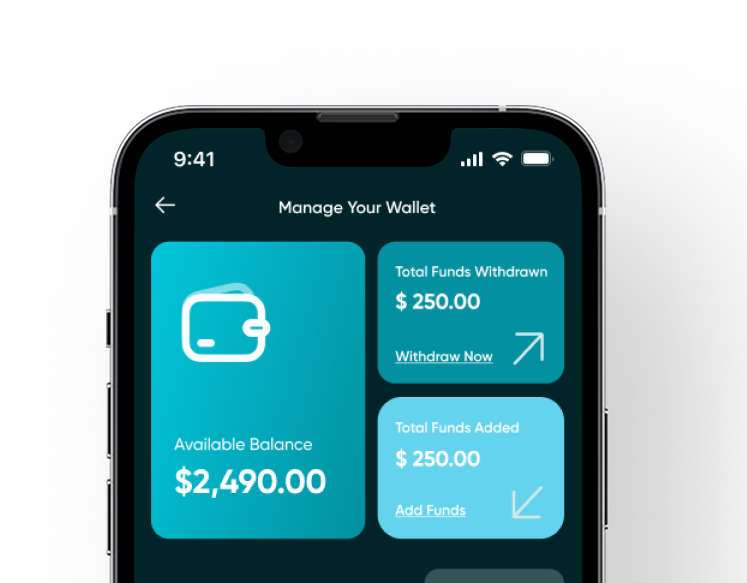 9:41
Manage Your Wallet
Available Balance
$2,490.00
Total Funds Withdrawn
$ 250.00
Withdraw Now
Total Funds Added
$ 250.00
Add Funds